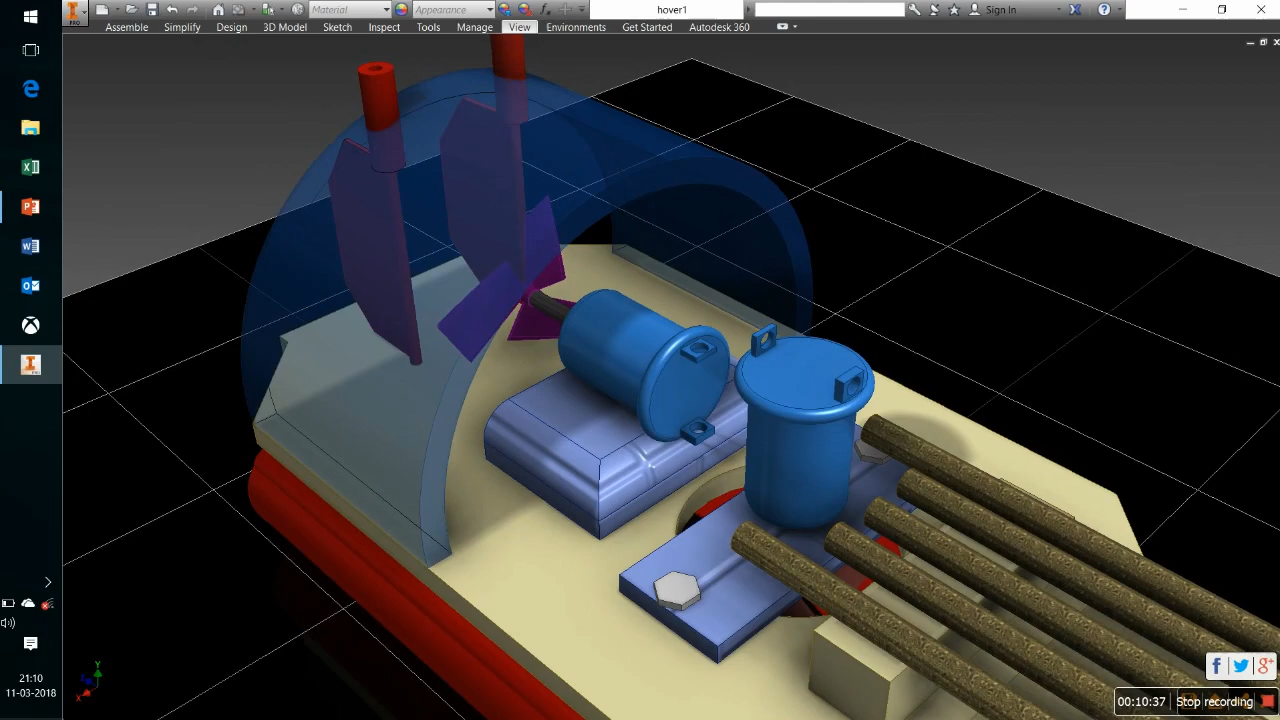 Material
Appearance
hover1
Sign In
Assemble Simplify Design 3D Model Sketch Inspect Tools Manage View Environments Get Started Autodesk 360
PRO
21:10
11-03-2018
Y
X
00:10:37 Stop recording